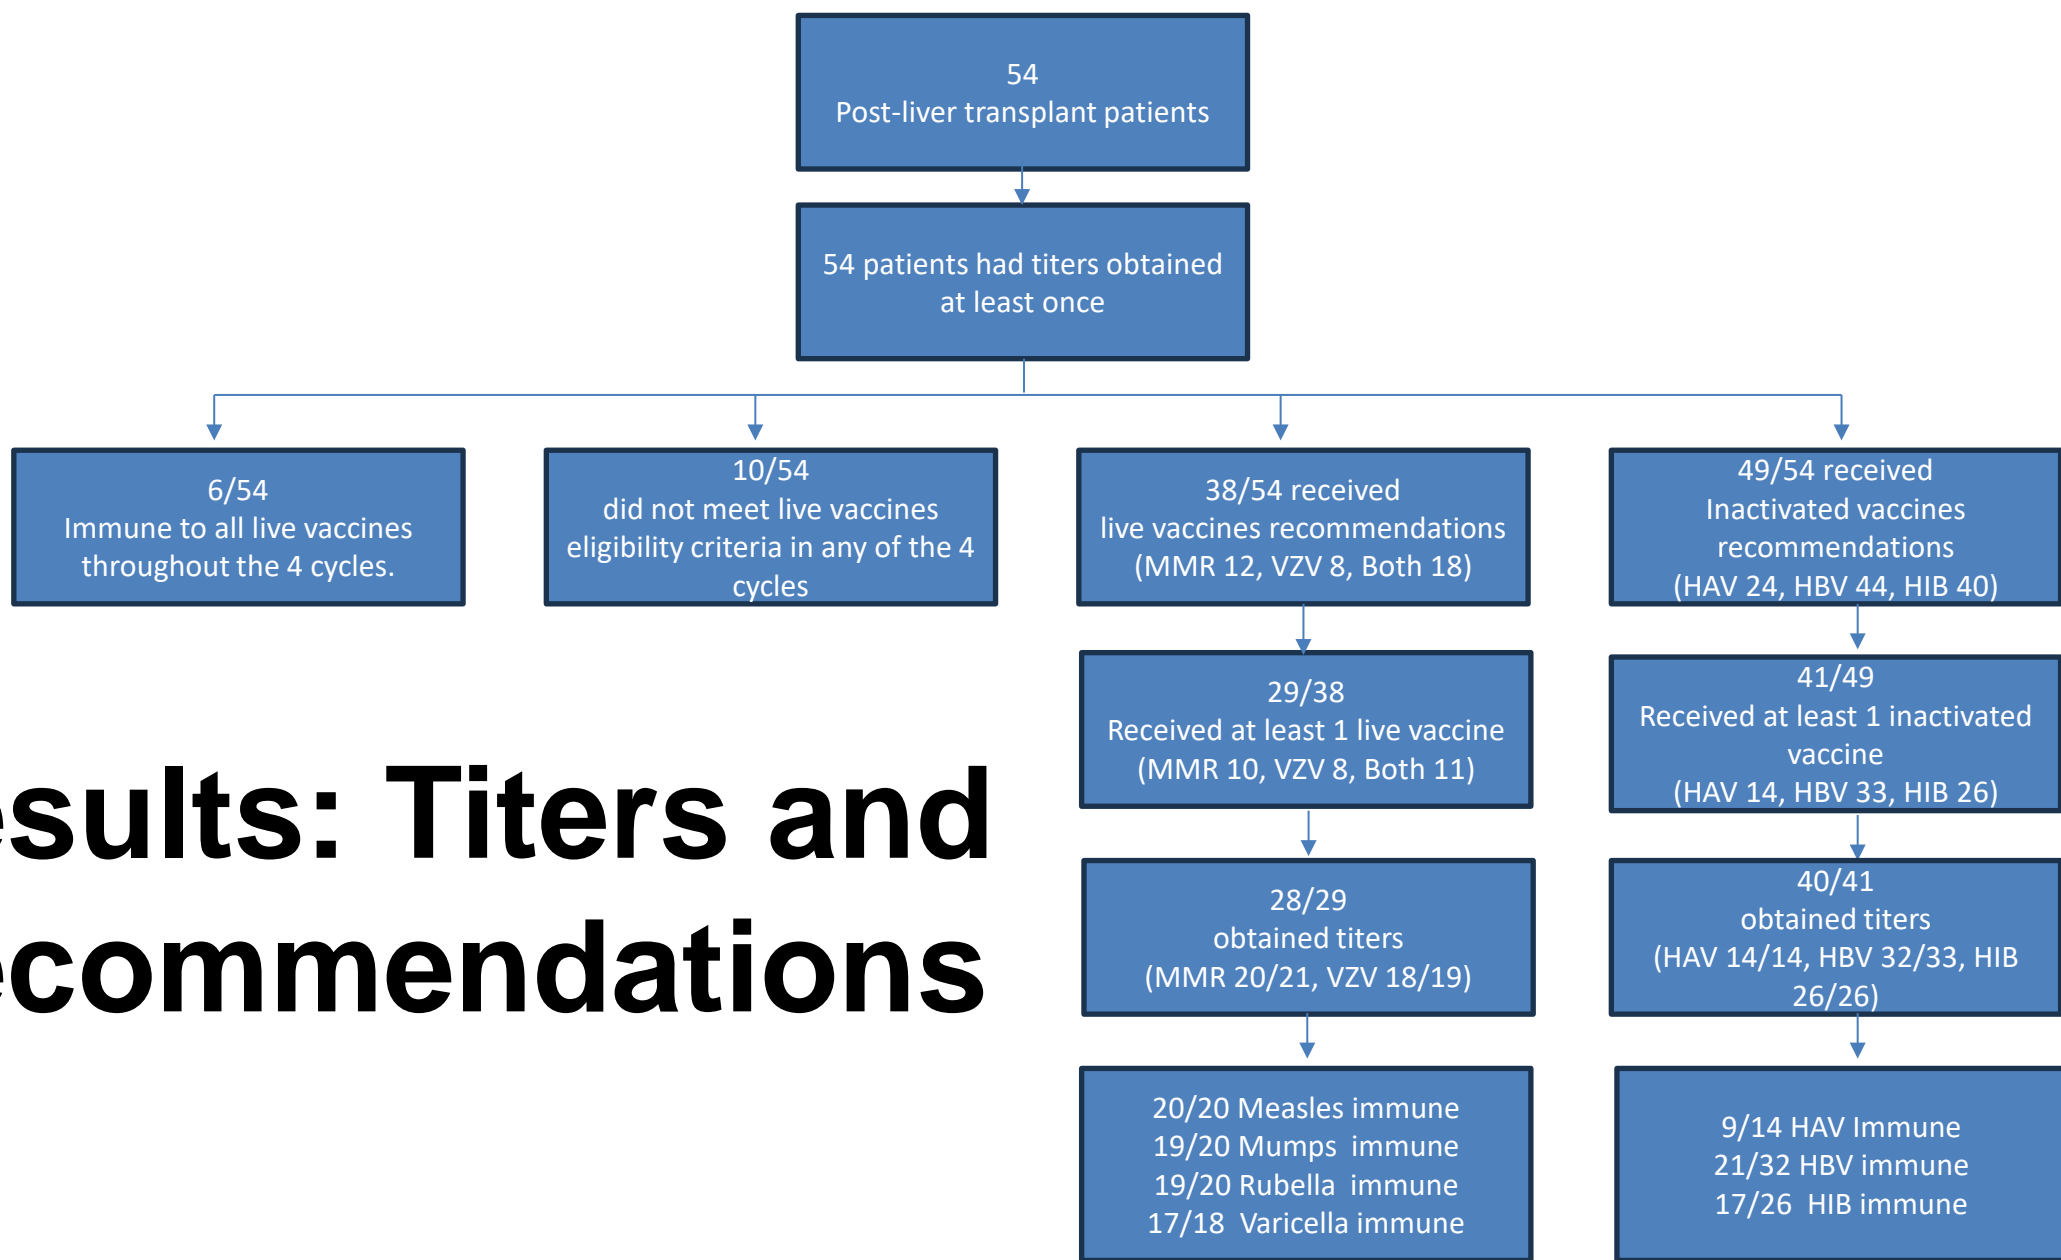 54
Post-liver transplant patients
54 patients had titers obtained
at least once
6/54
Immune to all live vaccines
throughout the 4 cycles.
10/54
did not meet live vaccines
eligibility criteria in any of the 4
cycles
38/54 received
live vaccines recommendations
(MMR 12, VZV 8, Both 18)
49/54 received
Inactivated vaccines
recommendations
(HAV 24, HBV 44, HIB 40)
29/38
Received at least 1 live vaccine
(MMR 10, VZV 8, Both 11)
41/49
Received at least 1 inactivated
vaccine
(HAV 14, HBV 33, HIB 26)
esults: Titers and
ecommendations
28/29
obtained titers
(MMR 20/21, VZV 18/19)
40/41
obtained titers
(HAV 14/14, HBV 32/33, HIB
26/26)
20/20 Measles immune
19/20 Mumps immune
19/20 Rubella immune
17/18 Varicella immune
9/14 HAV Immune
21/32 HBV immune
17/26 HIB immune